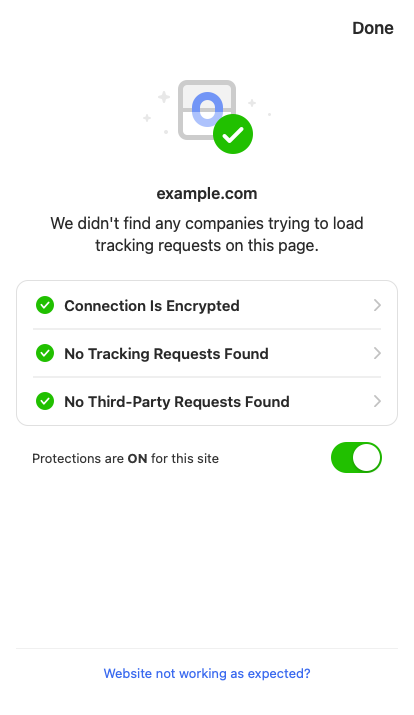 Done
example.com
We didn't find any companies trying to load
tracking requests on this page.
Connection Is Encrypted
No Tracking Requests Found
No Third-Party Requests Found
Protections are ON for this site
Website not working as expected?